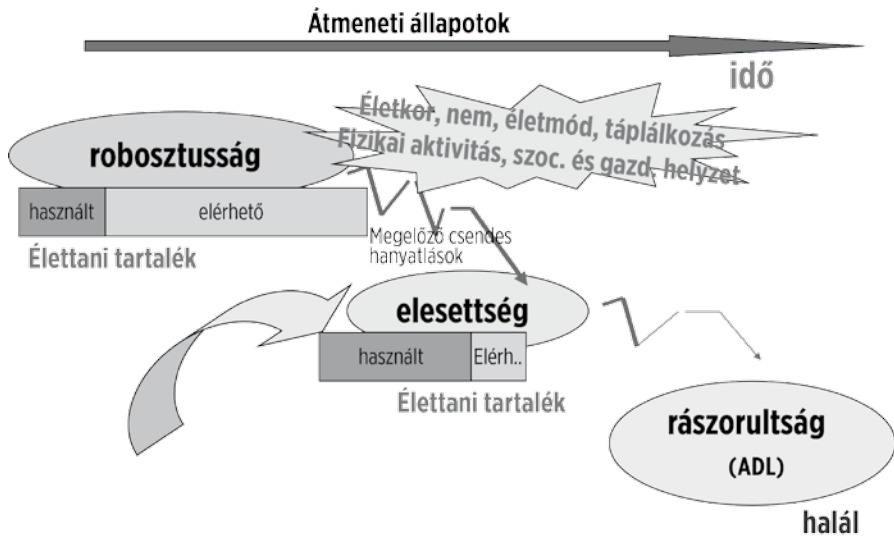 Átmeneti állapotok
idő
Életkor, nem, életmód, táplálkozás
Fizikai aktivitás, szoc. és gazd. helyzet
robosztusság
használt
elérhető
Élettani tartalék
Megelőző csendes
hanyatlások
elesettség
használt
Elérh..
Élettani tartalék
rászorultság
(ADL)
halál